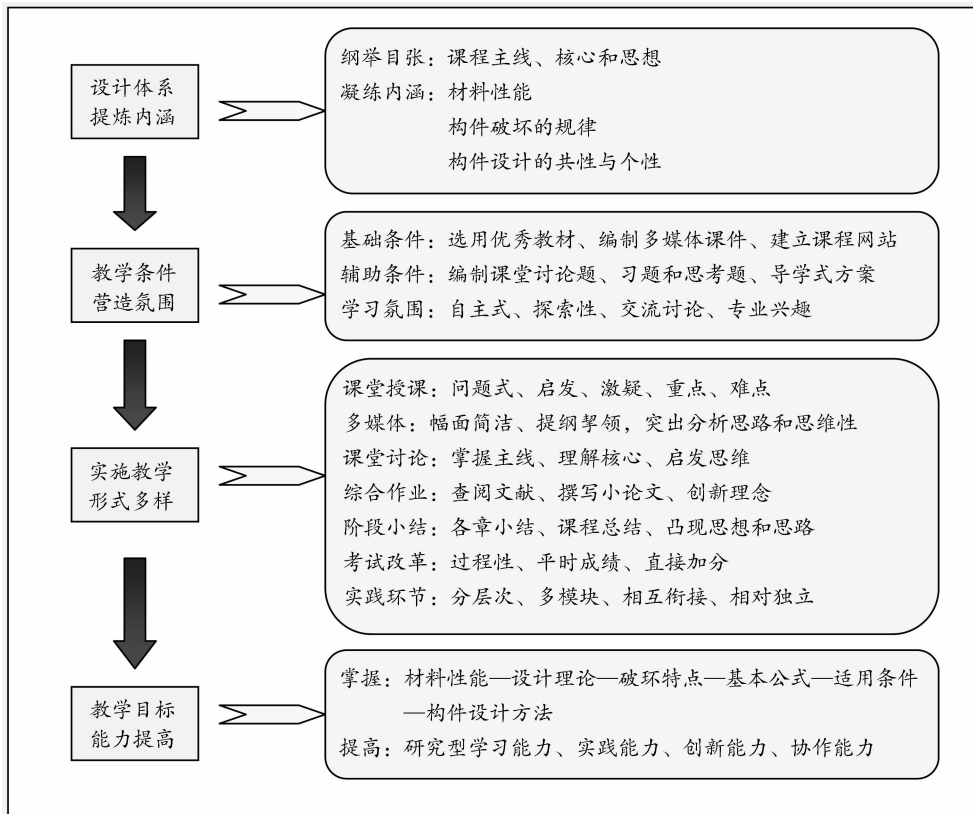 设计体系
提炼内涵
纲举目张：课程主线、核心和思想
凝练内涵：材料性能
构件破坏的规律
构件设计的共性与个性
教学条件
营造氛围
基础条件：选用优秀教材、编制多媒体课件、建立课程网站
辅助条件：编制课堂讨论题、习题和思考题、导学式方案
学习氛围：自主式、探索性、交流讨论、专业兴趣
实施教学
形式多样
课堂授课：问题式、启发、激疑、重点、难点
多媒体：幅面简洁、提纲挈领，突出分析思路和思维性
课堂讨论：掌握主线、理解核心、启发思维
综合作业：查阅文献、撰写小论文、创新理念
阶段小结：各章小结、课程总结、凸现思想和思路
考试改革：过程性、平时成绩、直接加分
实践环节：分层次、多模块、相互衔接、相对独立
教学目标
能力提高
掌握：材料性能—设计理论—破环特点—基本公式—适用条件
—构件设计方法
提高：研究型学习能力、实践能力、创新能力、协作能力